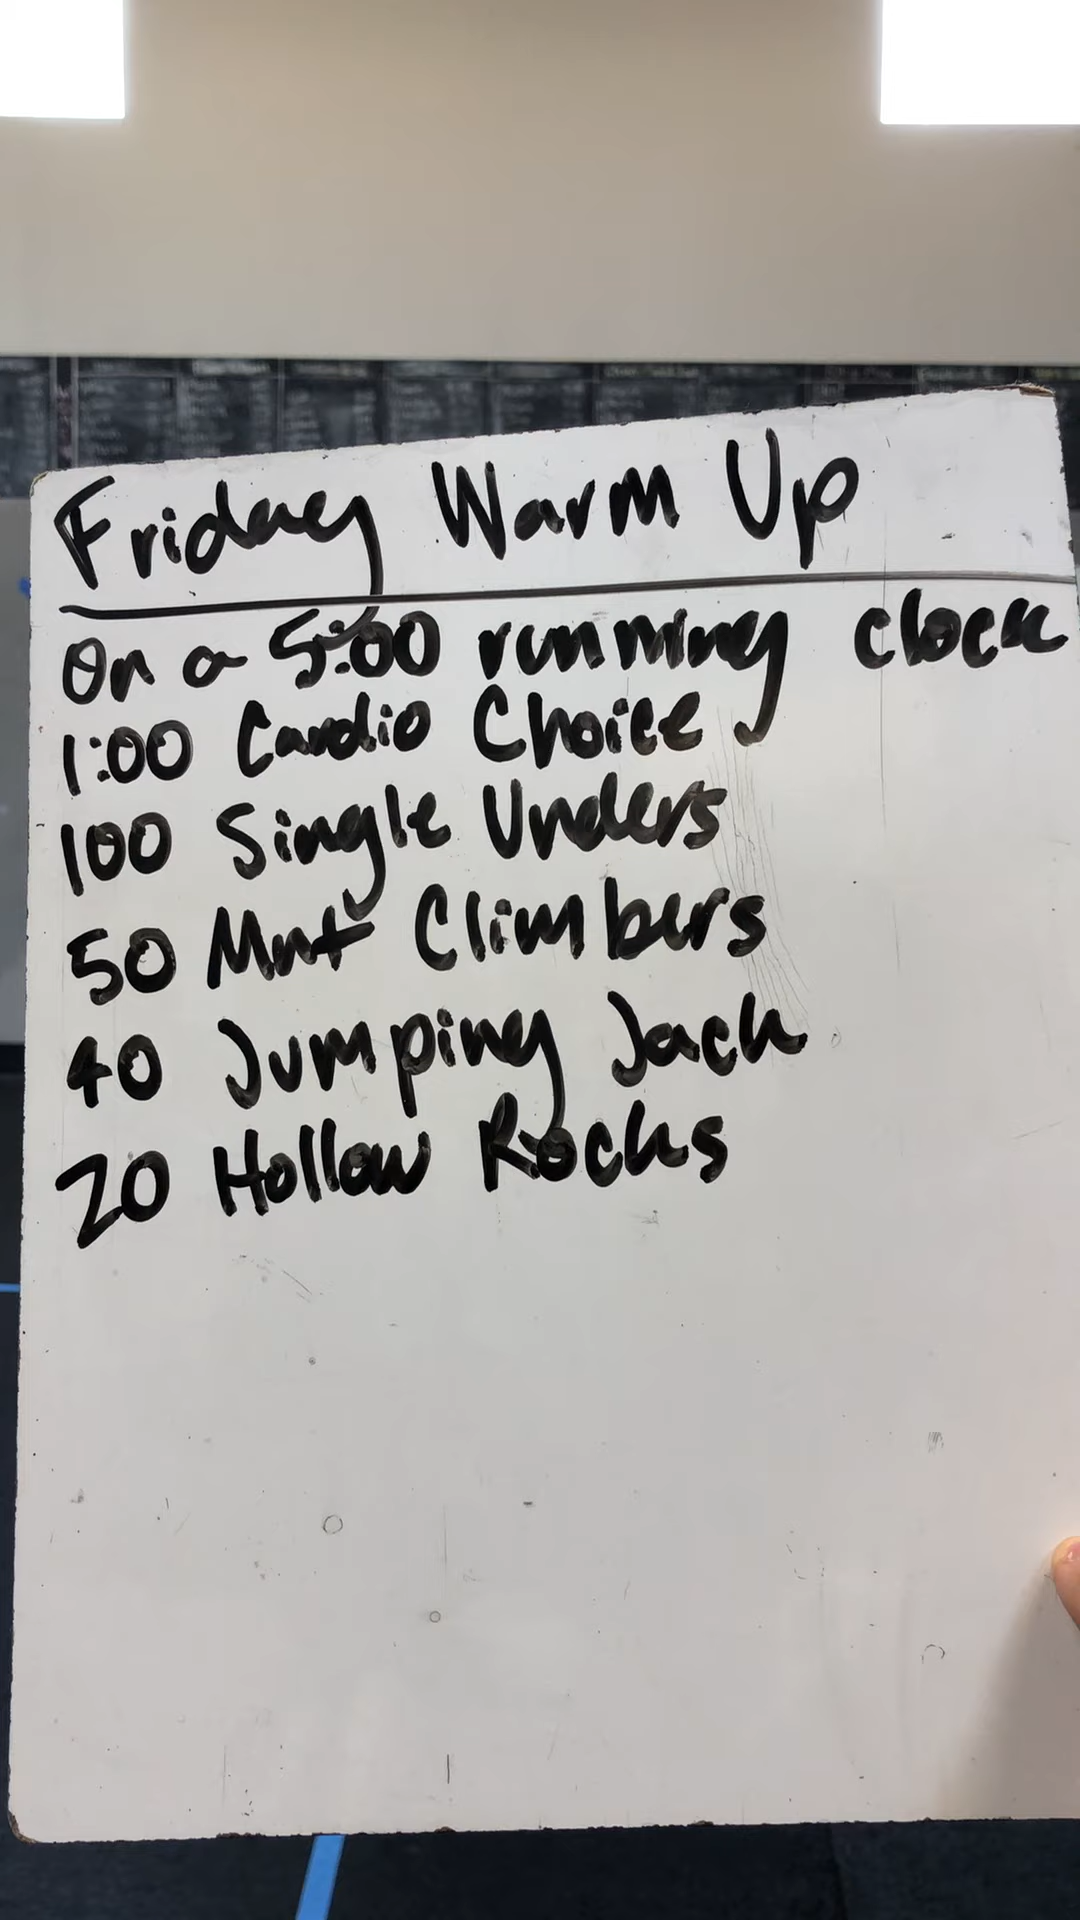 Friday Warm Up
On a 5:00 running clock
1:00 Cardio Choice
100 Single Unders
50 Mnt Climbers
40 Jumping Jack
20 Hollow Rocks